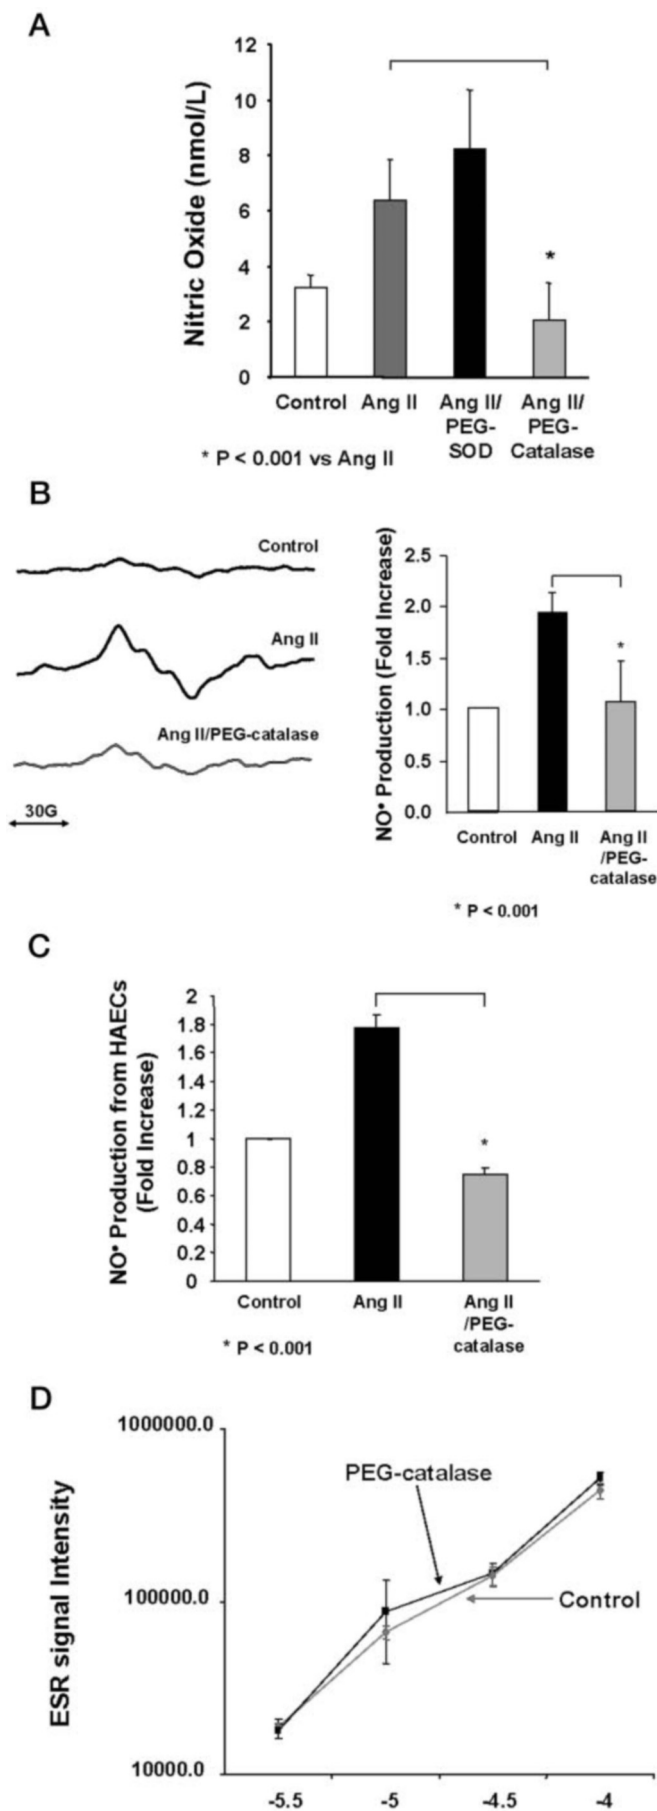 A
Nitric Oxide (nmol/L)
12
10
8
6
4
2
0
*
Control Ang II Ang II/ Ang II/
PEG- PEG-
SOD Catalase
* P < 0.001 vs Ang II
B
Control
Ang II
Ang II/PEG-catalase
30G
NO• Production (Fold Increase)
2.5
2.0
1.5
1.0
0.5
0.0
*
Control Ang II Ang II
/PEG-
catalase
* P < 0.001
C
NO• Production from HAECs
(Fold Increase)
2
1.8
1.6
1.4
1.2
1
0.8
0.6
0.4
0.2
0
*
Control Ang II Ang II
/PEG-
catalase
* P < 0.001
D
ESR signal Intensity
1000000.0
100000.0
10000.0
PEG-catalase
Control
-5.5 -5 -4.5 -4